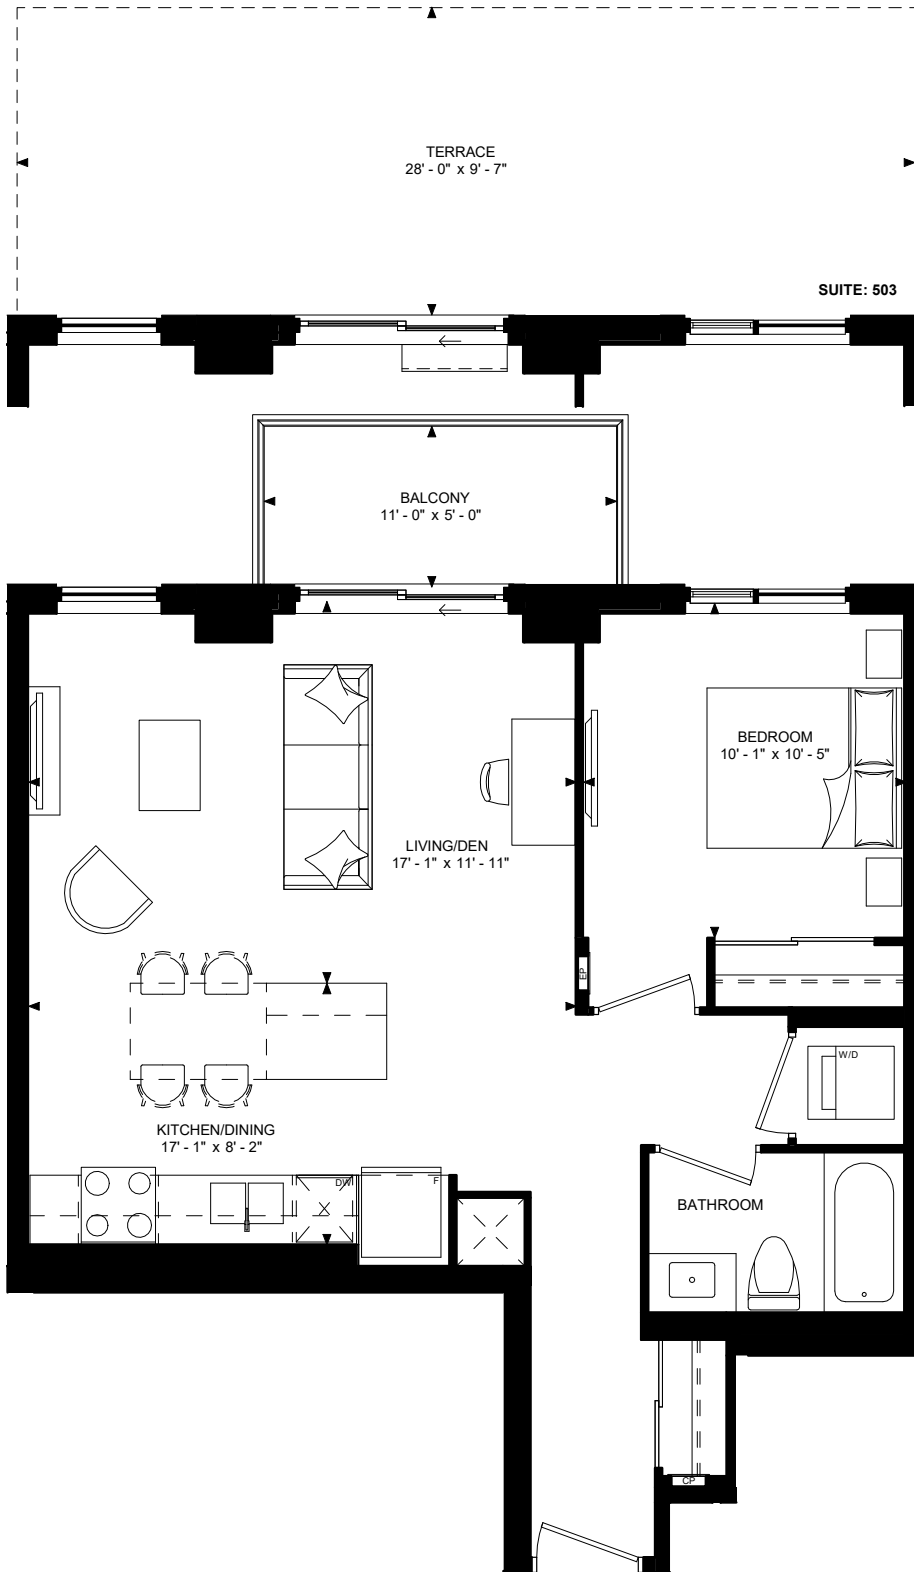 TERRACE
28' - 0" x 9' - 7"
SUITE: 503
BALCONY
11' - 0" x 5' - 0"
BEDROOM
10' - 1" x 10' - 5"
LIVING/DEN
17' - 1" x 11' - 11"
EP
W/D
KITCHEN/DINING
17' - 1" x 8' - 2"
DW
F
BATHROOM
CP